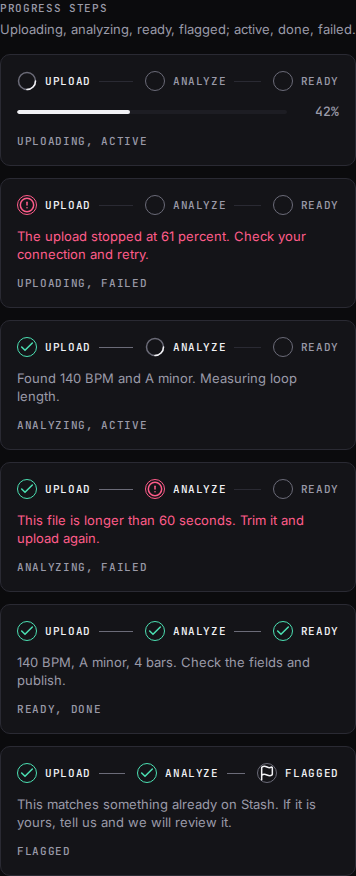 PROGRESS STEPS
Uploading, analyzing, ready, flagged; active, done, failed.
UPLOAD ANALYZE READY
42%
UPLOADING, ACTIVE
UPLOAD ANALYZE READY
The upload stopped at 61 percent. Check your
connection and retry.
UPLOADING, FAILED
UPLOAD ANALYZE READY
Found 140 BPM and A minor. Measuring loop
length.
ANALYZING, ACTIVE
UPLOAD ANALYZE READY
This file is longer than 60 seconds. Trim it and
upload again.
ANALYZING, FAILED
UPLOAD ANALYZE READY
140 BPM, A minor, 4 bars. Check the fields and
publish.
READY, DONE
UPLOAD ANALYZE FLAGGED
This matches something already on Stash. If it is
yours, tell us and we will review it.
FLAGGED